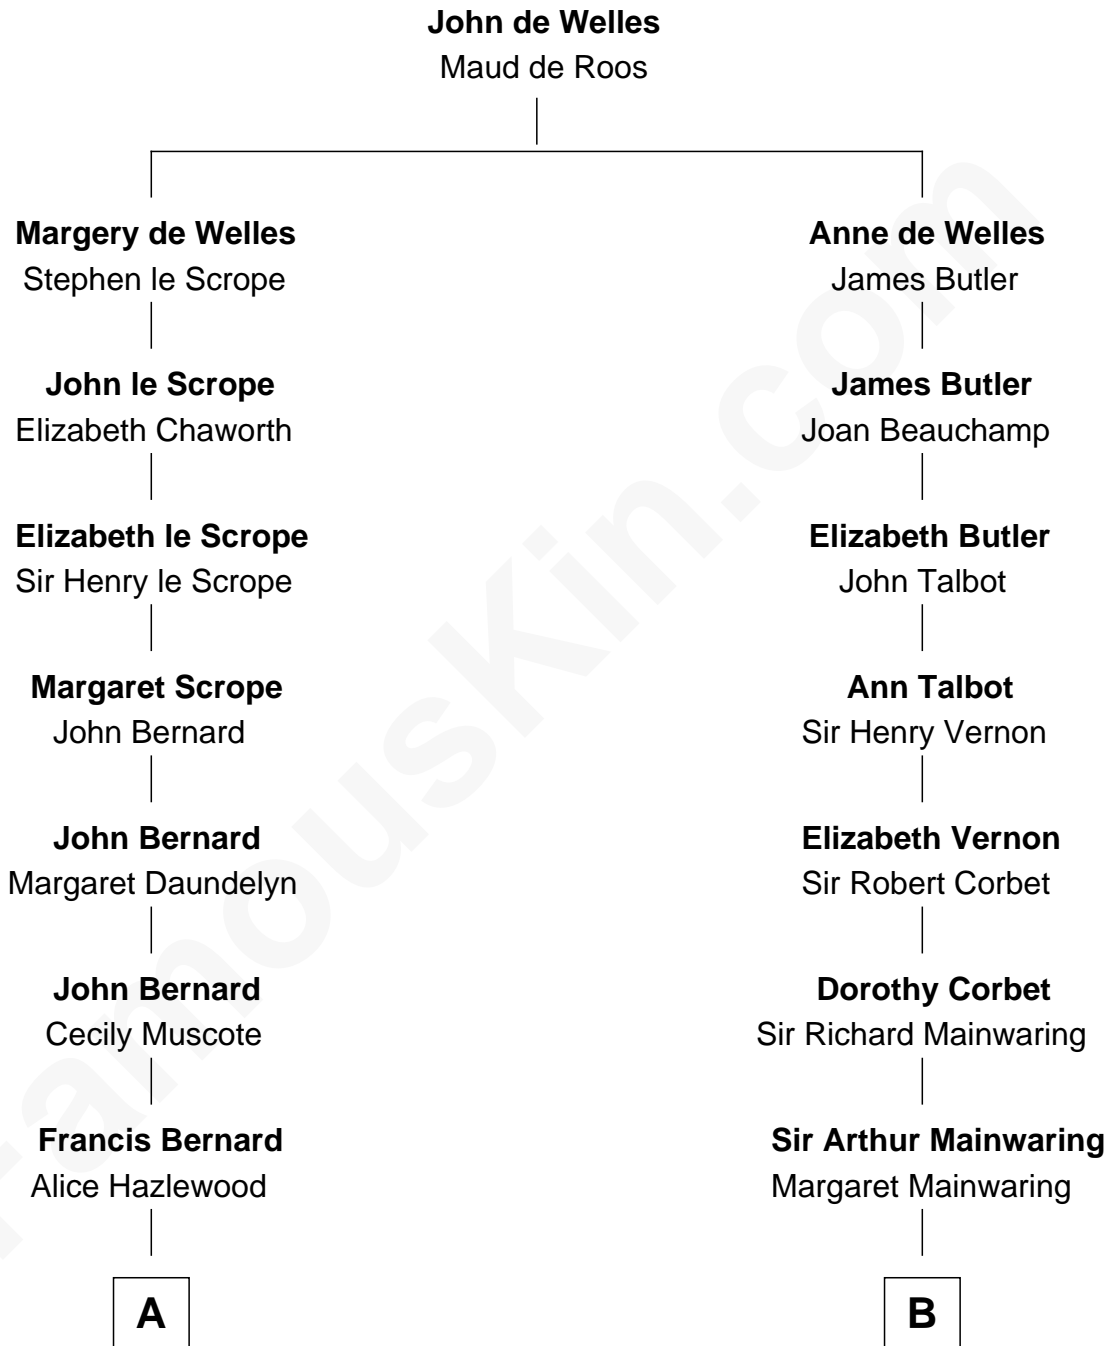 John de Welles
Maud de Roos
Margery de Welles
Stephen le Scrope
Anne de Welles
James Butler
John le Scrope
Elizabeth Chaworth
James Butler
Joan Beauchamp
Elizabeth le Scrope
Sir Henry le Scrope
Elizabeth Butler
John Talbot
Margaret Scrope
John Bernard
Ann Talbot
Sir Henry Vernon
John Bernard
Margaret Daundelyn
Elizabeth Vernon
Sir Robert Corbet
John Bernard
Cecily Muscote
Dorothy Corbet
Sir Richard Mainwaring
Francis Bernard
Alice Hazlewood
Sir Arthur Mainwaring
Margaret Mainwaring
A
B
FamousKin.com